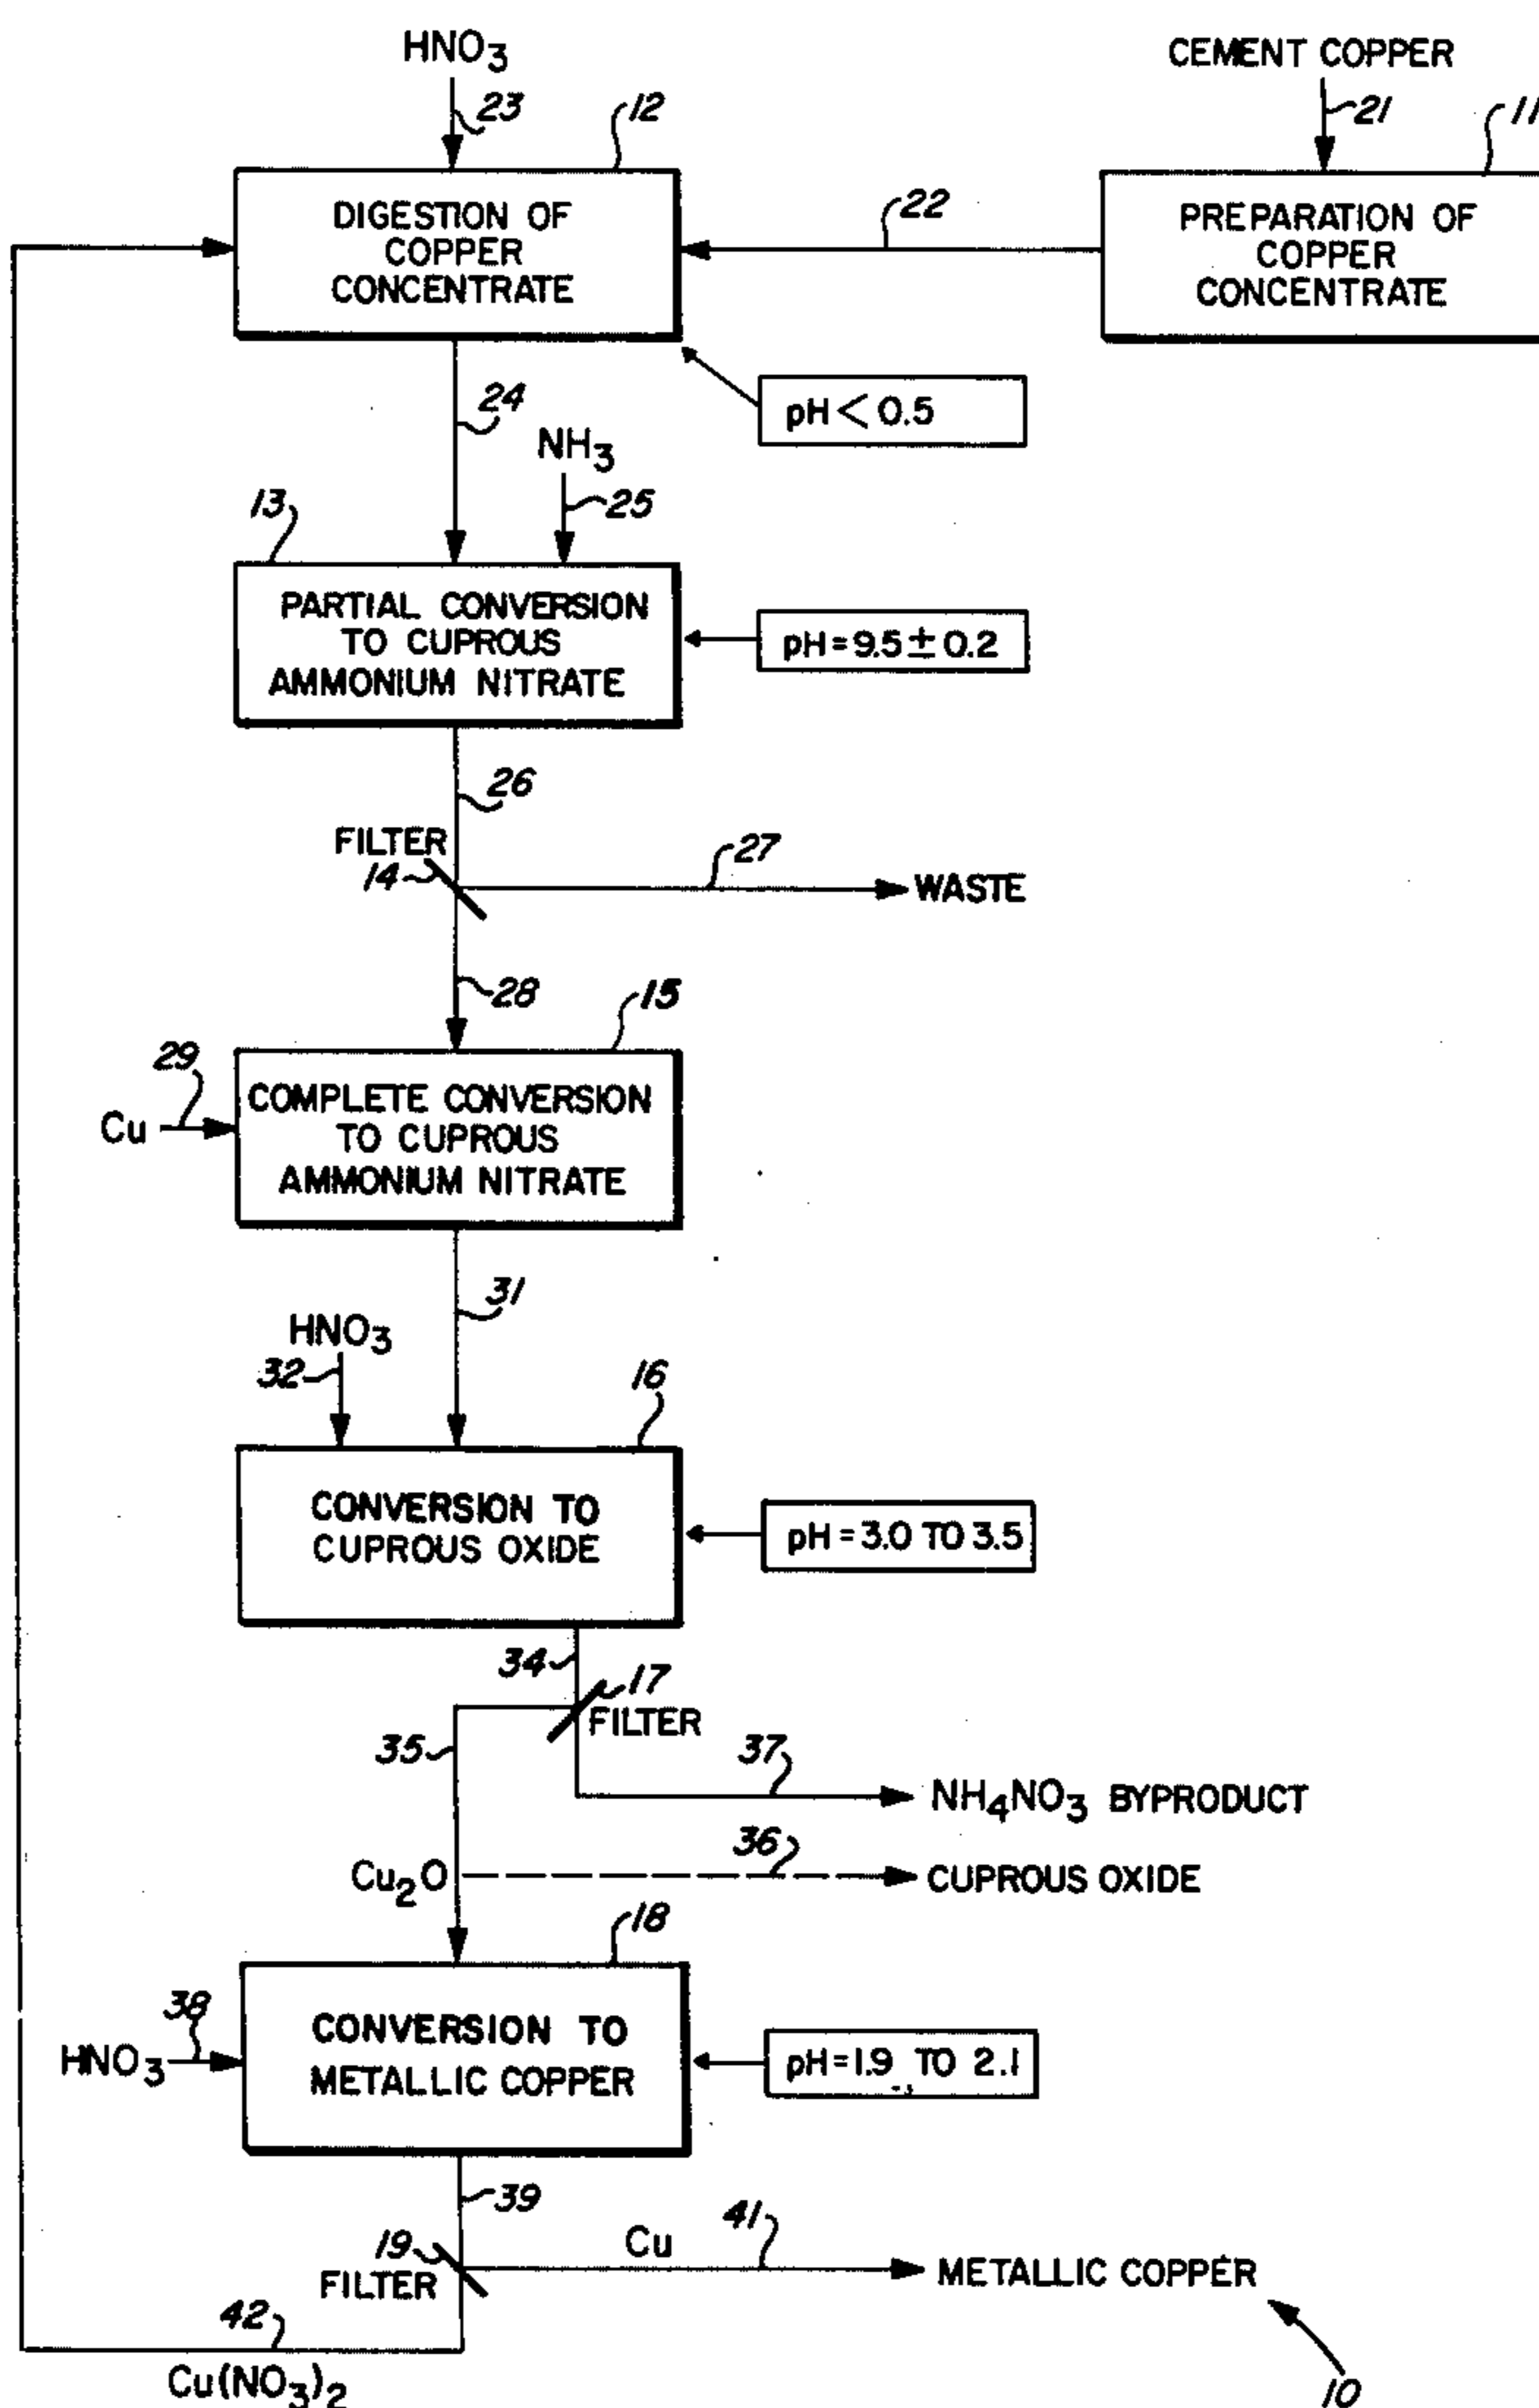 HNO3
23
12
CEMENT COPPER
21
11
DIGESTION OF
COPPER
CONCENTRATE
22
PREPARATION OF
COPPER
CONCENTRATE
pH < 0.5
24
NH3
25
13
PARTIAL CONVERSION
TO CUPROUS
AMMONIUM NITRATE
pH = 9.5 ± 0.2
26
FILTER
14
27
WASTE
28
15
29
Cu
COMPLETE CONVERSION
TO CUPROUS
AMMONIUM NITRATE
31
HNO3
32
16
CONVERSION TO
CUPROUS OXIDE
pH = 3.0 TO 3.5
34
17
FILTER
35
37
NH4NO3 BYPRODUCT
36
Cu2O
CUPROUS OXIDE
18
38
HNO3
CONVERSION TO
METALLIC COPPER
pH = 1.9 TO 2.1
39
19
FILTER
Cu
41
METALLIC COPPER
42
Cu(NO3)2
10